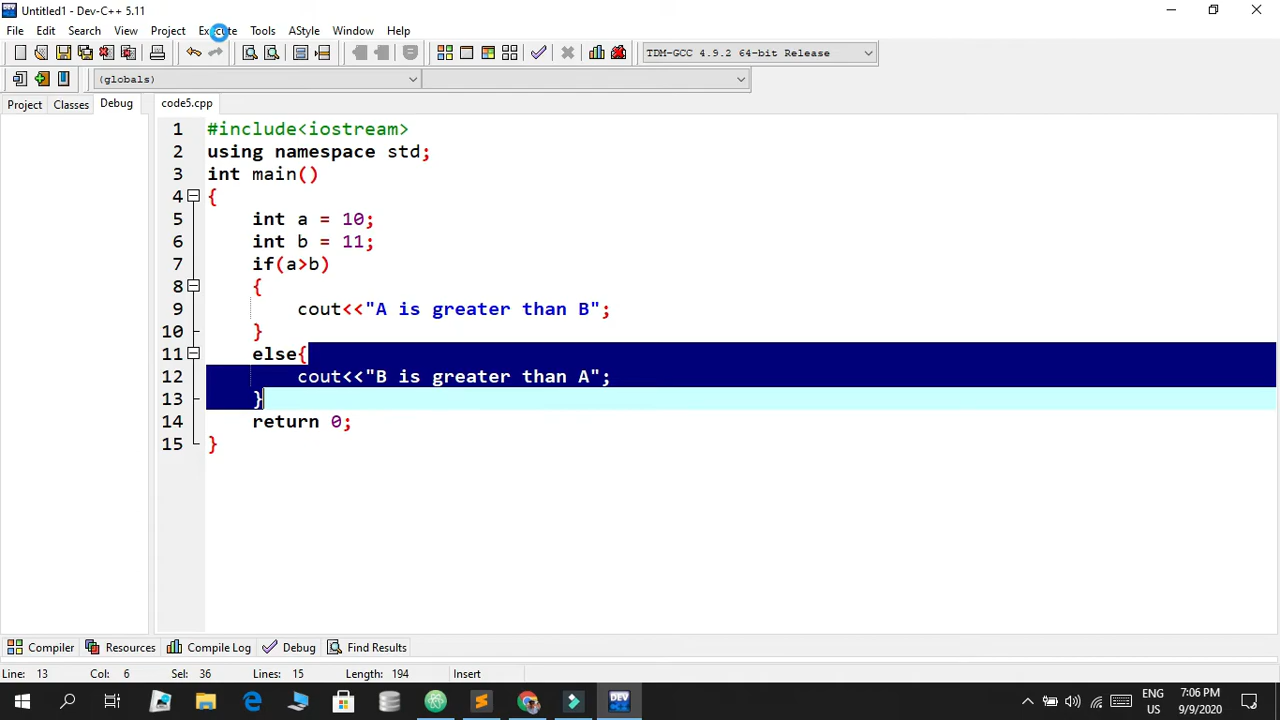 Untitled1 - Dev-C++ 5.11
File Edit Search View Project Execute Tools AStyle Window Help
TDM-GCC 4.9.2 64-bit Release
(globals)
Project Classes Debug code5.cpp
1 #include<iostream>
2 using namespace std;
3 int main()
4 {
5 int a = 10;
6 int b = 11;
7 if(a>b)
8 {
9 cout<<"A is greater than B";
10 }
11 else{
12 cout<<"B is greater than A";
13 }
14 return 0;
15 }
Compiler Resources Compile Log Debug Find Results
Line: 13 Col: 6 Sel: 36 Lines: 15 Length: 194 Insert
DEV
ENG 7:06 PM
US 9/9/2020